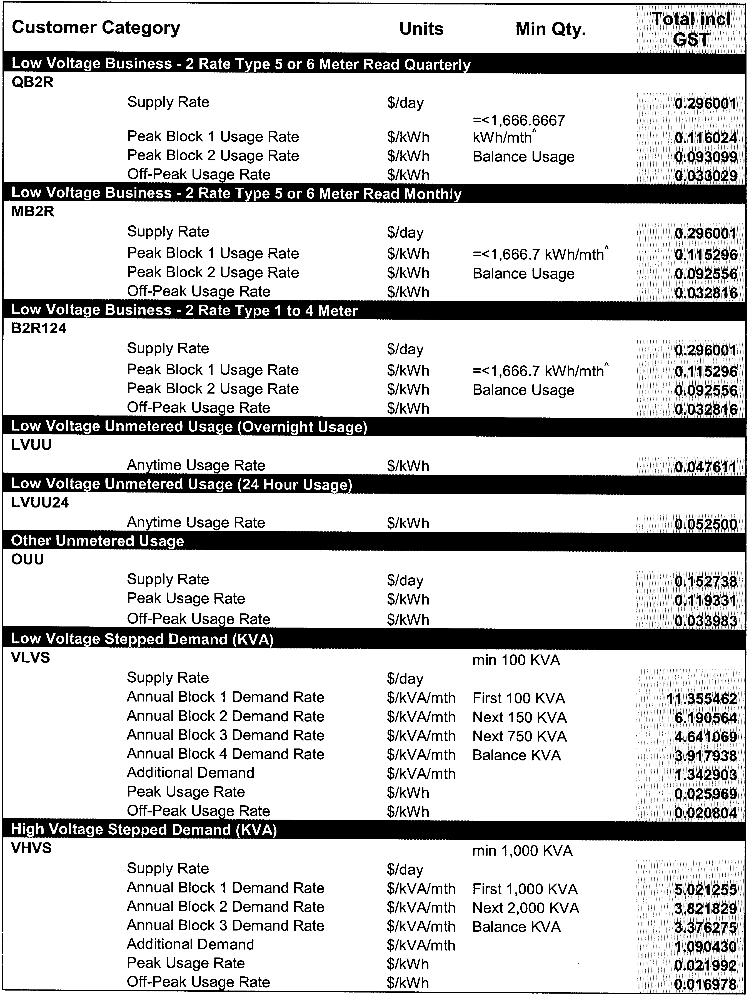 Customer Category Units Min Qty. Total incl GST
Low Voltage Business - 2 Rate Type 5 or 6 Meter Read Quarterly
QB2R
Supply Rate $/day 0.296001
=<1,666.6667
Peak Block 1 Usage Rate $/kWh kWh/mth^ 0.116024
Peak Block 2 Usage Rate $/kWh Balance Usage 0.093099
Off-Peak Usage Rate $/kWh 0.033029
Low Voltage Business - 2 Rate Type 5 or 6 Meter Read Monthly
MB2R
Supply Rate $/day 0.296001
Peak Block 1 Usage Rate $/kWh =<1,666.7 kWh/mth^ 0.115296
Peak Block 2 Usage Rate $/kWh Balance Usage 0.092556
Off-Peak Usage Rate $/kWh 0.032816
Low Voltage Business - 2 Rate Type 1 to 4 Meter
B2R124
Supply Rate $/day 0.296001
Peak Block 1 Usage Rate $/kWh =<1,666.7 kWh/mth^ 0.115296
Peak Block 2 Usage Rate $/kWh Balance Usage 0.092556
Off-Peak Usage Rate $/kWh 0.032816
Low Voltage Unmetered Usage (Overnight Usage)
LVUU
Anytime Usage Rate $/kWh 0.047611
Low Voltage Unmetered Usage (24 Hour Usage)
LVUU24
Anytime Usage Rate $/kWh 0.052500
Other Unmetered Usage
OUU
Supply Rate $/day 0.152738
Peak Usage Rate $/kWh 0.119331
Off-Peak Usage Rate $/kWh 0.033983
Low Voltage Stepped Demand (KVA)
VLVS min 100 KVA
Supply Rate $/day
Annual Block 1 Demand Rate $/kVA/mth First 100 KVA 11.355462
Annual Block 2 Demand Rate $/kVA/mth Next 150 KVA 6.190564
Annual Block 3 Demand Rate $/kVA/mth Next 750 KVA 4.641069
Annual Block 4 Demand Rate $/kVA/mth Balance KVA 3.917938
Additional Demand $/kVA/mth 1.342903
Peak Usage Rate $/kWh 0.025969
Off-Peak Usage Rate $/kWh 0.020804
High Voltage Stepped Demand (KVA)
VHVS min 1,000 KVA
Supply Rate $/day
Annual Block 1 Demand Rate $/kVA/mth First 1,000 KVA 5.021255
Annual Block 2 Demand Rate $/kVA/mth Next 2,000 KVA 3.821829
Annual Block 3 Demand Rate $/kVA/mth Balance KVA 3.376275
Additional Demand $/kVA/mth 1.090430
Peak Usage Rate $/kWh 0.021992
Off-Peak Usage Rate $/kWh 0.016978